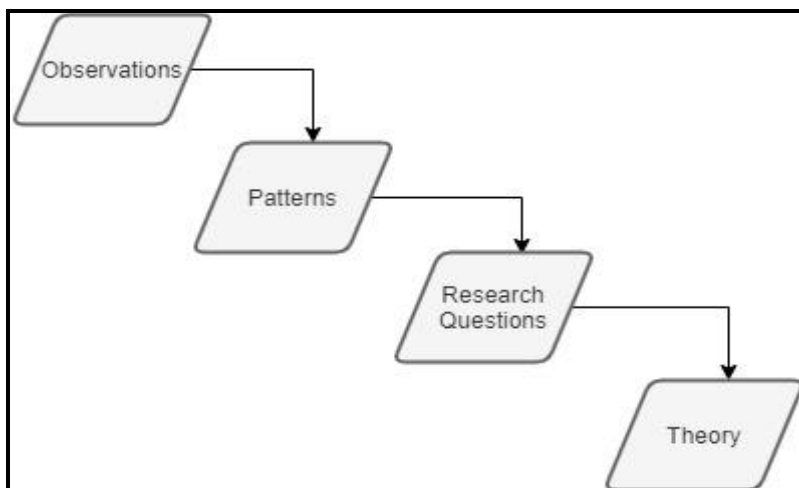 Observations
Patterns
Research
Questions
Theory